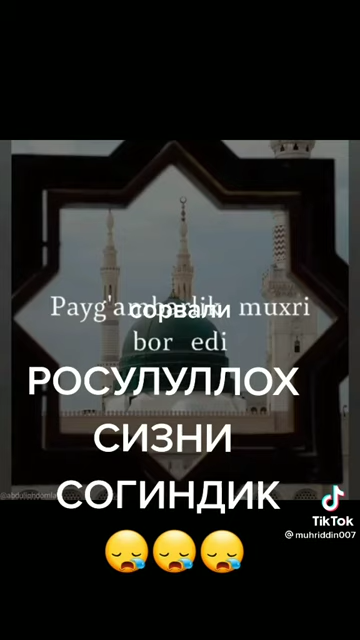 сорвали
Payg'ambarlik muxri
bor edi
РОСУЛУЛЛОХ
СИЗНИ
СОГИНДИК
TikTok
@muhriddin007